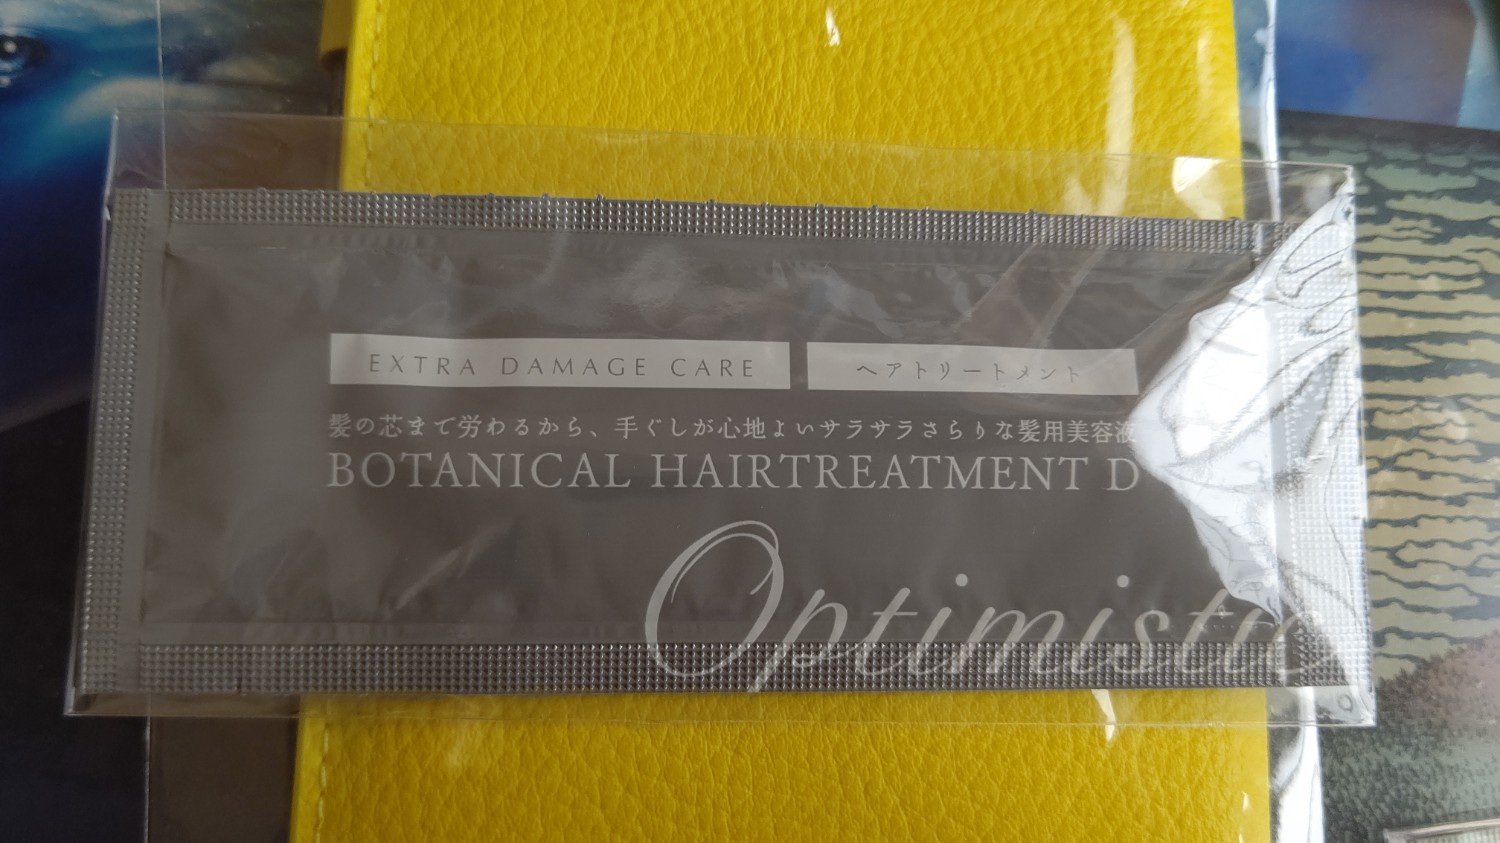 EXTRA DAMAGE CARE ヘアトリートメント
髪の芯まで労わるから、手ぐしが心地よいサラサラさらりな髪用美容液
BOTANICAL HAIRTREATMENT D
Optimistic